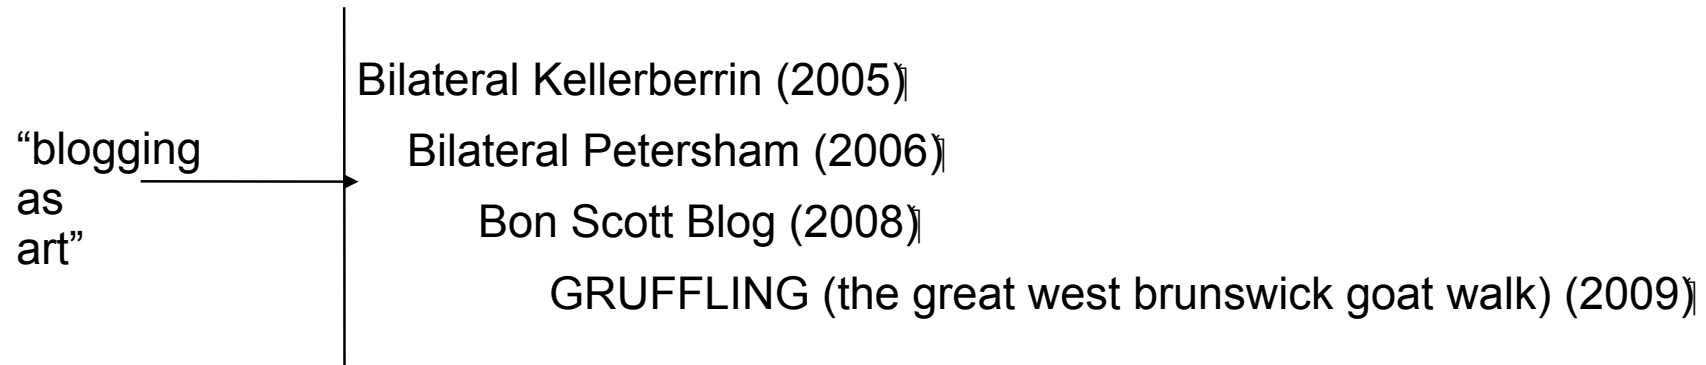 “blogging
as
art”
Bilateral Kellerberrin (2005)
Bilateral Petersham (2006)
Bon Scott Blog (2008)
GRUFFLING (the great west brunswick goat walk) (2009)